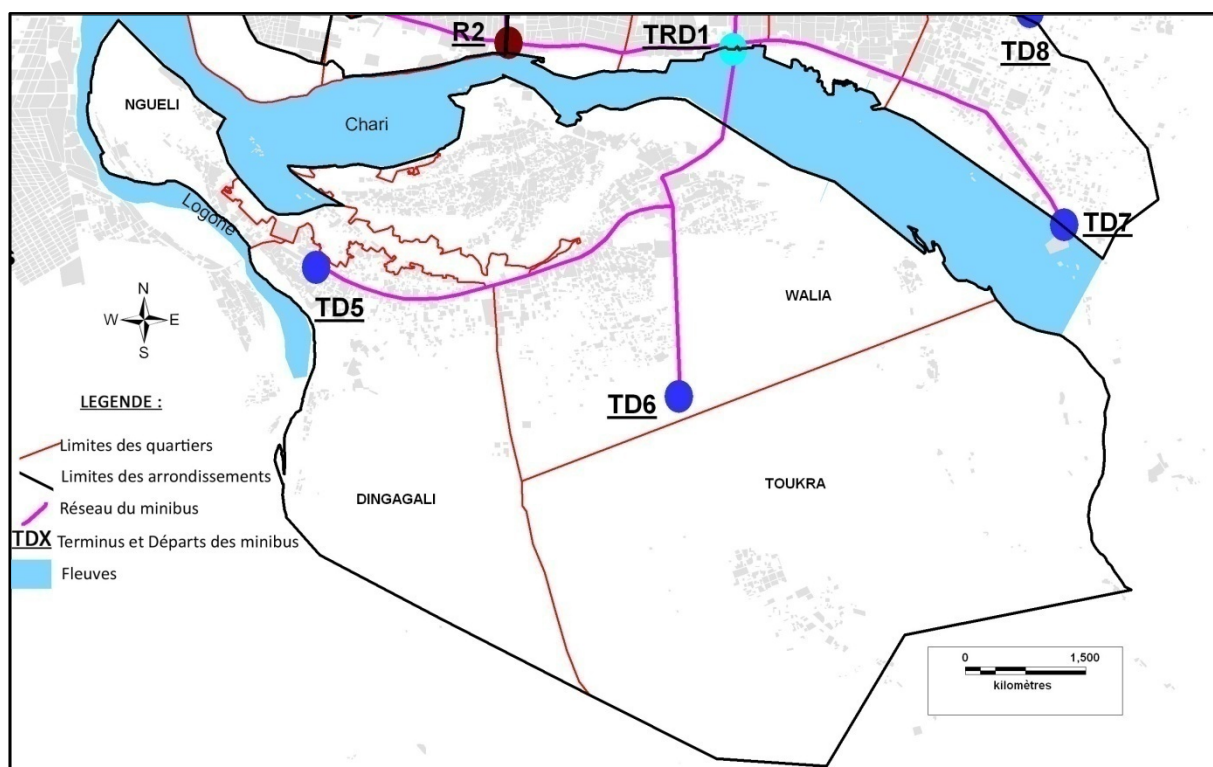 R2
TRD1
TD8
NGUELI
Chari
Logone
TD7
TD5
WALIA
N
W E
S
TD6
LEGENDE :
Limites des quartiers
Limites des arrondissements
Réseau du minibus
TDX Terminus et Départs des minibus
Fleuves
DINGAGALI
TOUKRA
0 1,500
kilomètres